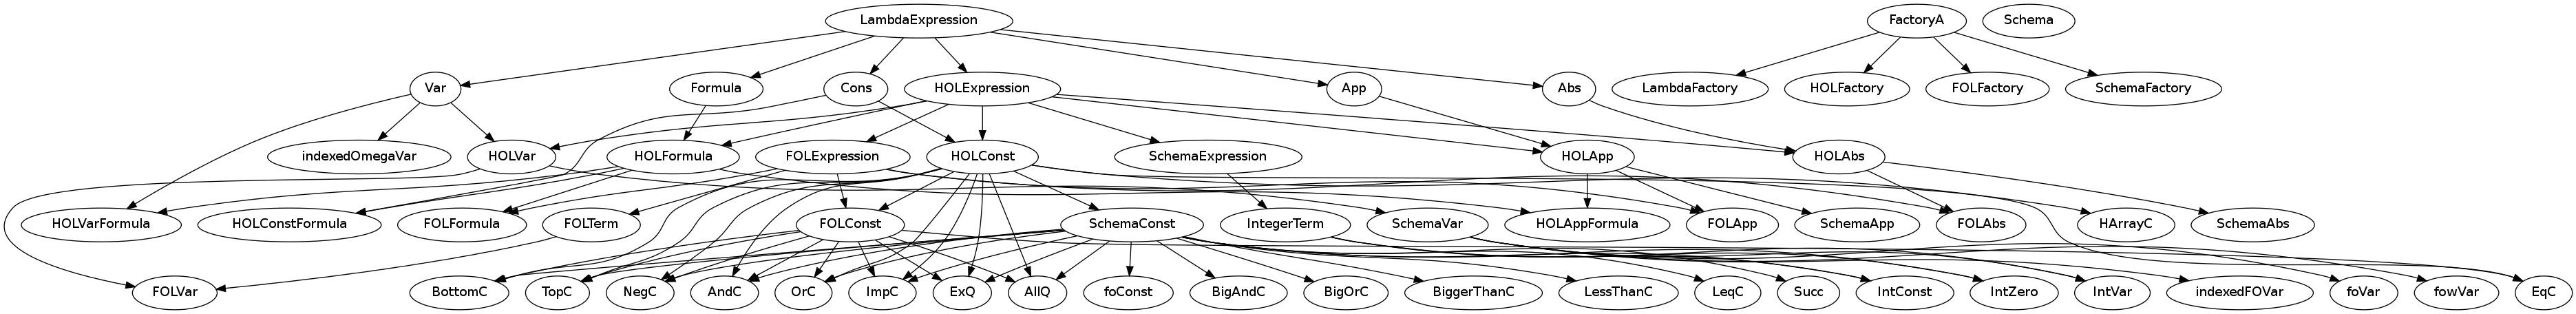 LambdaExpression
FactoryA
Schema
Var
Formula
Cons
HOLExpression
App
Abs
LambdaFactory
HOLFactory
FOLFactory
SchemaFactory
indexedOmegaVar
HOLVar
HOLFormula
FOLExpression
HOLConst
SchemaExpression
HOLApp
HOLAbs
HOLVarFormula
HOLConstFormula
FOLFormula
FOLTerm
FOLConst
SchemaConst
IntegerTerm
SchemaVar
HOLAppFormula
FOLApp
SchemaApp
FOLAbs
HArrayC
SchemaAbs
FOLVar
BottomC
TopC
NegC
AndC
OrC
ImpC
ExQ
AllQ
foConst
BigAndC
BigOrC
BiggerThanC
LessThanC
LeqC
Succ
IntConst
IntZero
IntVar
indexedFOVar
foVar
fowVar
EqC